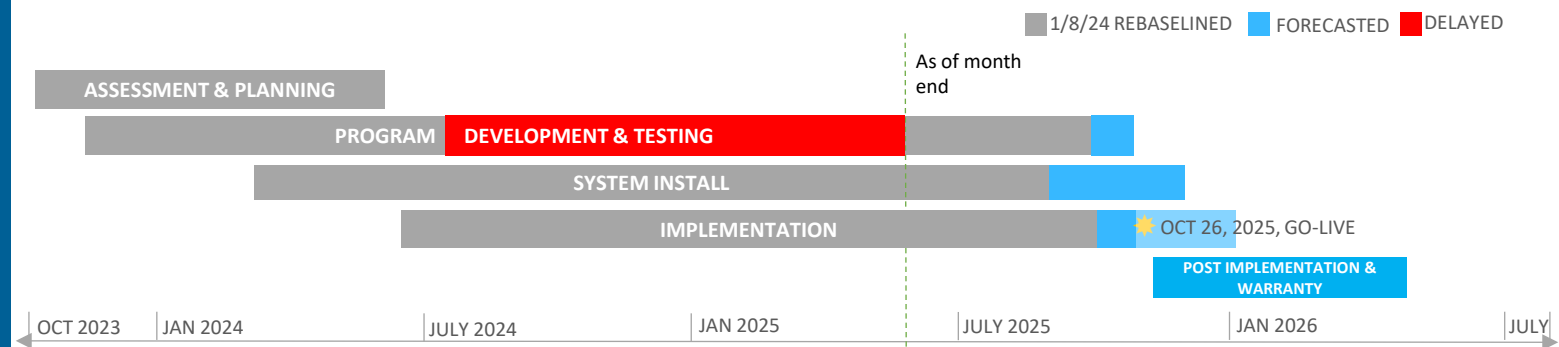 1/8/24 REBASELINED FORECASTED DELAYED
As of month
end
ASSESSMENT & PLANNING
PROGRAM DEVELOPMENT & TESTING
SYSTEM INSTALL
IMPLEMENTATION
OCT 26, 2025, GO-LIVE
POST IMPLEMENTATION &
WARRANTY
OCT 2023 JAN 2024 JULY 2024 JAN 2025 JULY 2025 JAN 2026 JULY